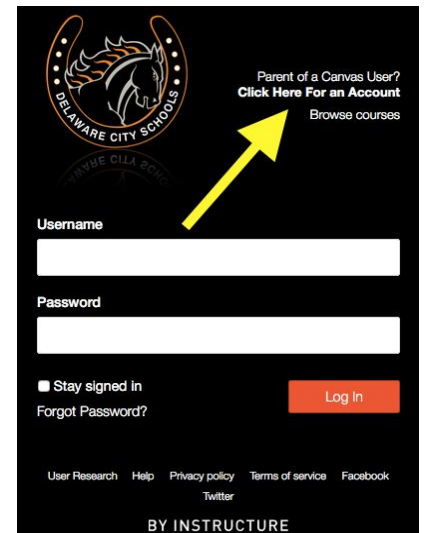 Parent of a Canvas User?
Click Here For an Account
Browse courses
DELAWARE CITY SCHOOLS
Username
Password
Stay signed in
Log In
Forgot Password?
User Research Help Privacy policy Terms of service Facebook
Twitter
BY INSTRUCTURE